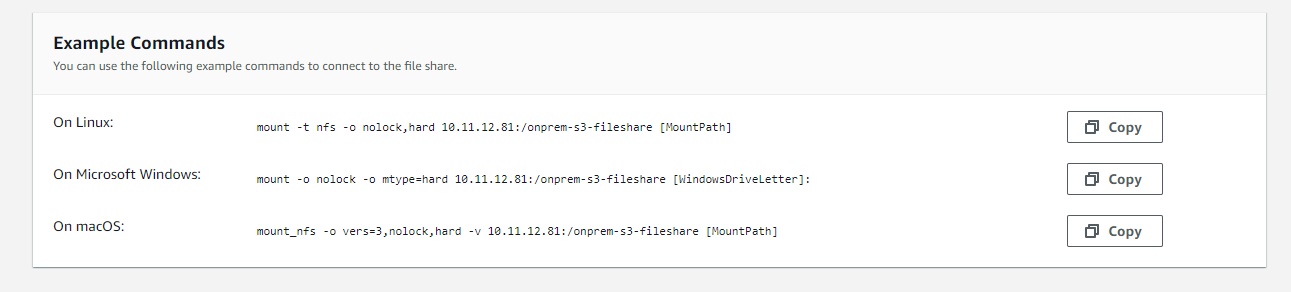 Example Commands
You can use the following example commands to connect to the file share.
On Linux:
mount -t nfs -o nolock,hard 10.11.12.81:/onprem-s3-fileshare [MountPath]
Copy
On Microsoft Windows:
mount -o nolock -o mtype=hard 10.11.12.81:/onprem-s3-fileshare [WindowsDriveLetter]:
Copy
On macOS:
mount_nfs -o vers=3,nolock,hard -v 10.11.12.81:/onprem-s3-fileshare [MountPath]
Copy